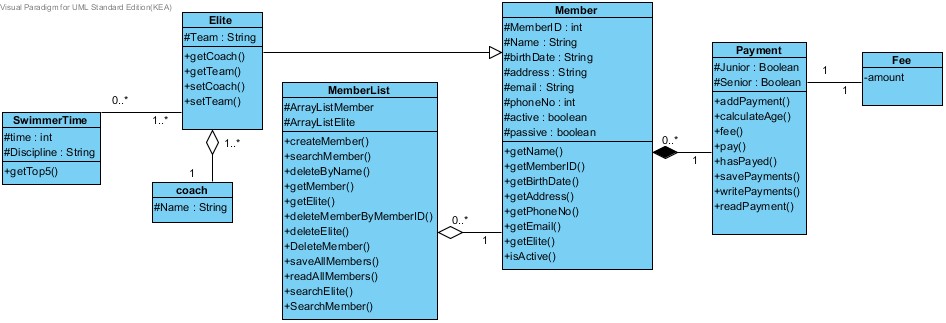 Visual Paradigm for UML Standard Edition(KEA)
Elite
#Team : String
+getCoach()
+getTeam()
+setCoach()
+setTeam()
0..*
1..*
SwimmerTime
#time : int
#Discipline : String
+getTop5()
1..*
1
coach
#Name : String
MemberList
#ArrayListMember
#ArrayListElite
+createMember()
+searchMember()
+deleteByName()
+getMember()
+getElite()
+deleteMemberByMemberID()
+deleteElite()
+DeleteMember()
+saveAllMembers()
+readAllMembers()
+searchElite()
+SearchMember()
0..*
1
Member
#MemberID : int
#Name : String
#birthDate : String
#address : String
#email : String
#phoneNo : int
#active : boolean
#passive : boolean
+getName()
+getMemberID()
+getBirthDate()
+getAddress()
+getPhoneNo()
+getEmail()
+getElite()
+isActive()
0..*
1
Payment
#Junior : Boolean
#Senior : Boolean
+addPayment()
+calculateAge()
+fee()
+pay()
+hasPayed()
+savePayments()
+writePayments()
+readPayment()
1
1
Fee
-amount